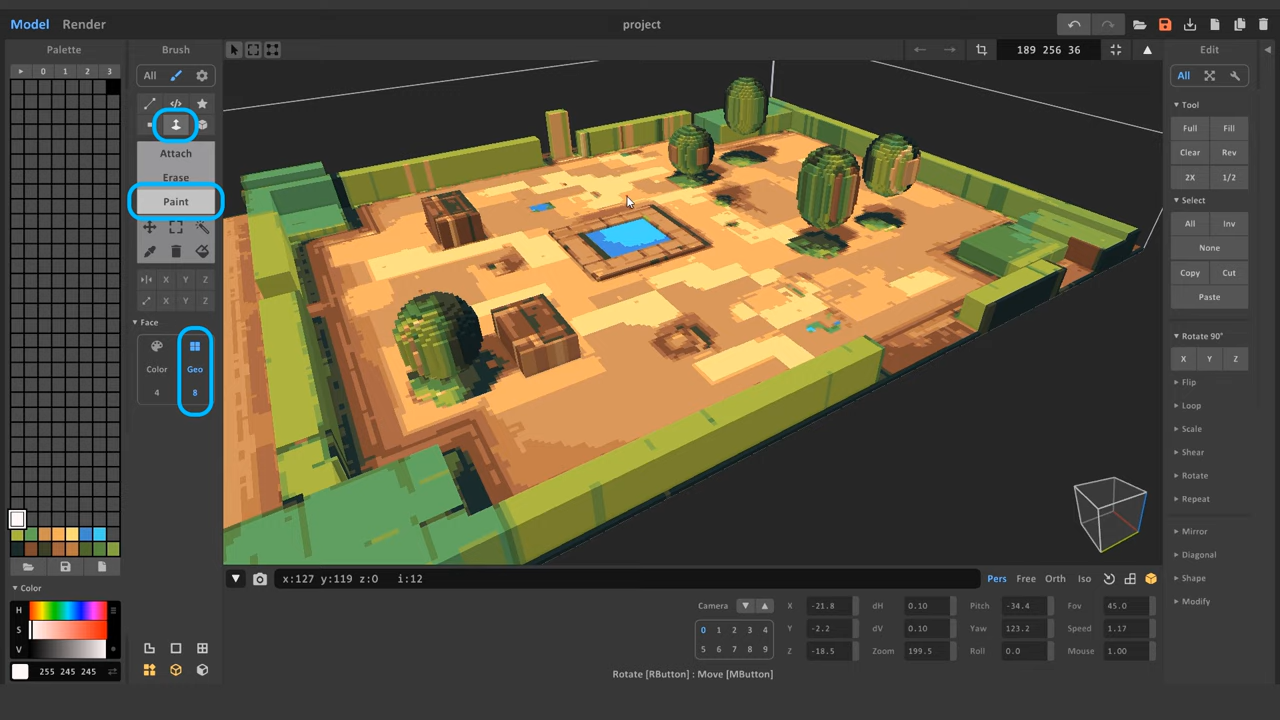 Model Render project
Palette Brush 189 256 36 Edit
0 1 2 3 All All
Tool
Attach Full Fill
Erase Clear Rev
Paint 2X 1/2
Select
All Inv
None
X Y Z Copy Cut
X Y Z Paste
Face
Color Geo Rotate 90°
4 8 X Y Z
Flip
Loop
Scale
Shear
Rotate
Repeat
Mirror
Diagonal
Shape
Modify
x:127 y:119 z:0 i:12 Pers Free Orth Iso
Color
H Camera X -21.8 dH 0.10 Pitch -34.4 Fov 45.0
S 0 1 2 3 4 Y -2.2 dV 0.10 Yaw 123.2 Speed 1.17
V 5 6 7 8 9 Z -18.5 Zoom 199.5 Roll 0.0 Mouse 1.00
255 245 245 Rotate [RButton] : Move [MButton]